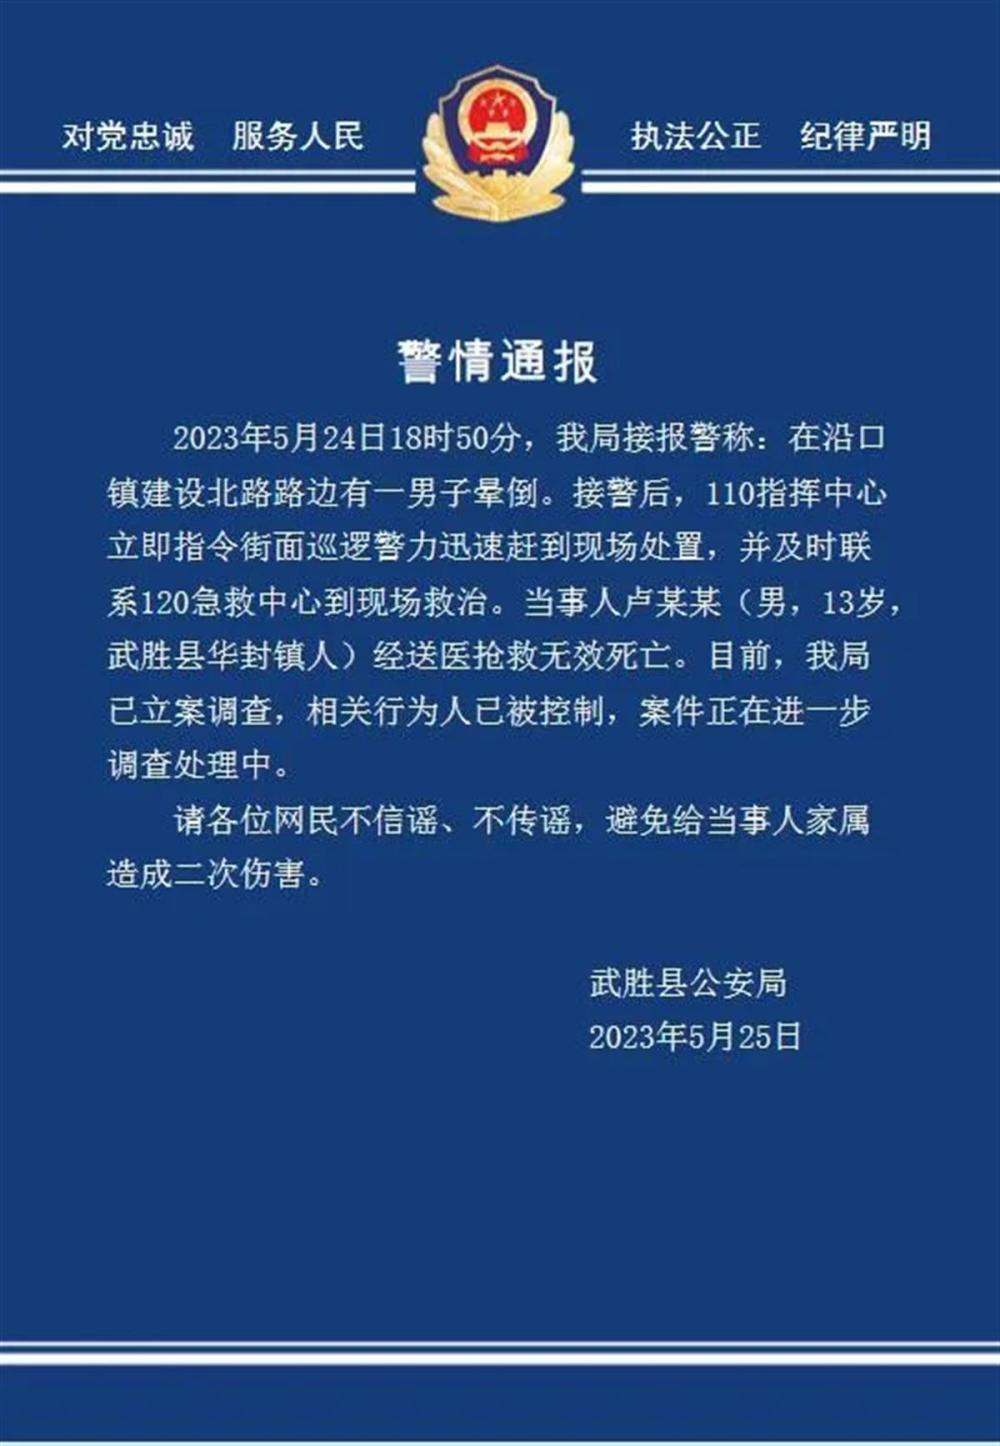 对党忠诚 服务人民 执法公正 纪律严明
警情通报
2023年5月24日18时50分，我局接报警称：在沿口
镇建设北路路边有一男子晕倒。接警后，110指挥中心
立即指令街面巡逻警力迅速赶到现场处置，并及时联
系120急救中心到现场救治。当事人卢某某（男，13岁，
武胜县华封镇人）经送医抢救无效死亡。目前，我局
已立案调查，相关行为人已被控制，案件正在进一步
调查处理中。
请各位网民不信谣、不传谣，避免给当事人家属
造成二次伤害。
武胜县公安局
2023年5月25日